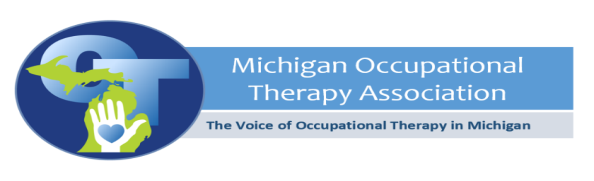 OT
Michigan Occupational
Therapy Association
The Voice of Occupational Therapy in Michigan